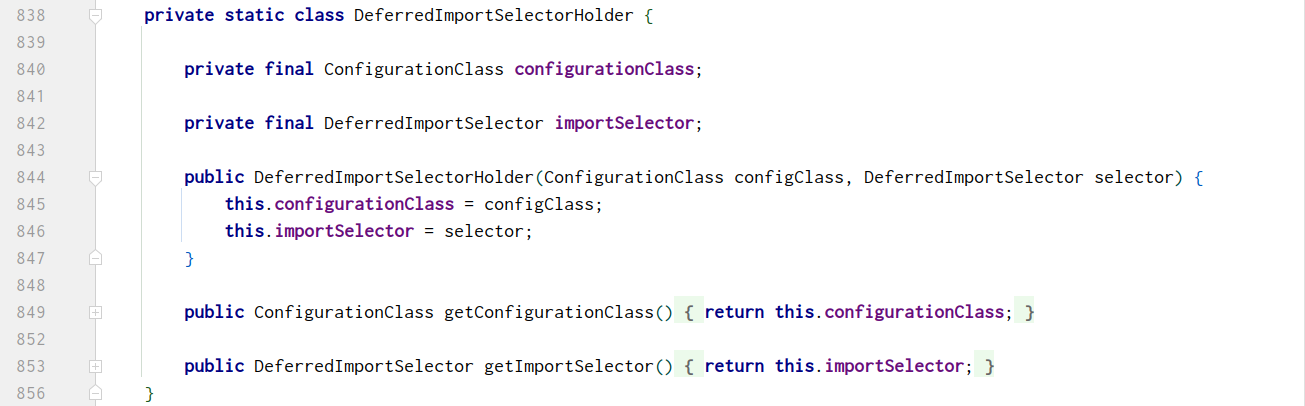 838 private static class DeferredImportSelectorHolder {
839
840 private final ConfigurationClass configurationClass;
841
842 private final DeferredImportSelector importSelector;
843
844 public DeferredImportSelectorHolder(ConfigurationClass configClass, DeferredImportSelector selector) {
845 this.configurationClass = configClass;
846 this.importSelector = selector;
847 }
848
849 public ConfigurationClass getConfigurationClass() { return this.configurationClass; }
852
853 public DeferredImportSelector getImportSelector() { return this.importSelector; }
856 }